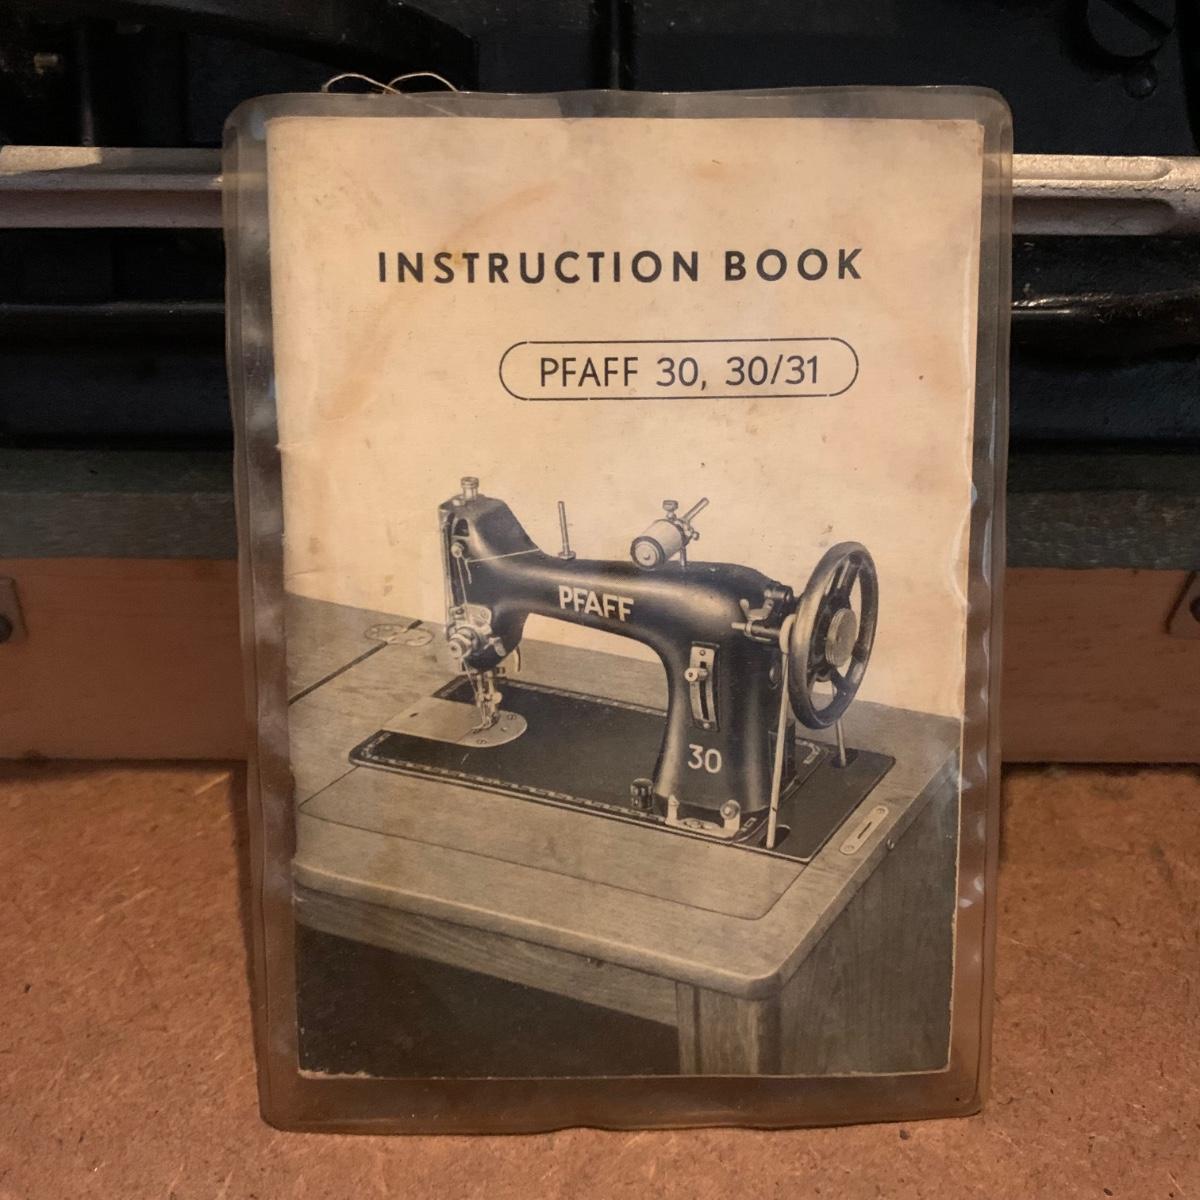 INSTRUCTION BOOK
PFAFF 30, 30/31
PFAFF
30